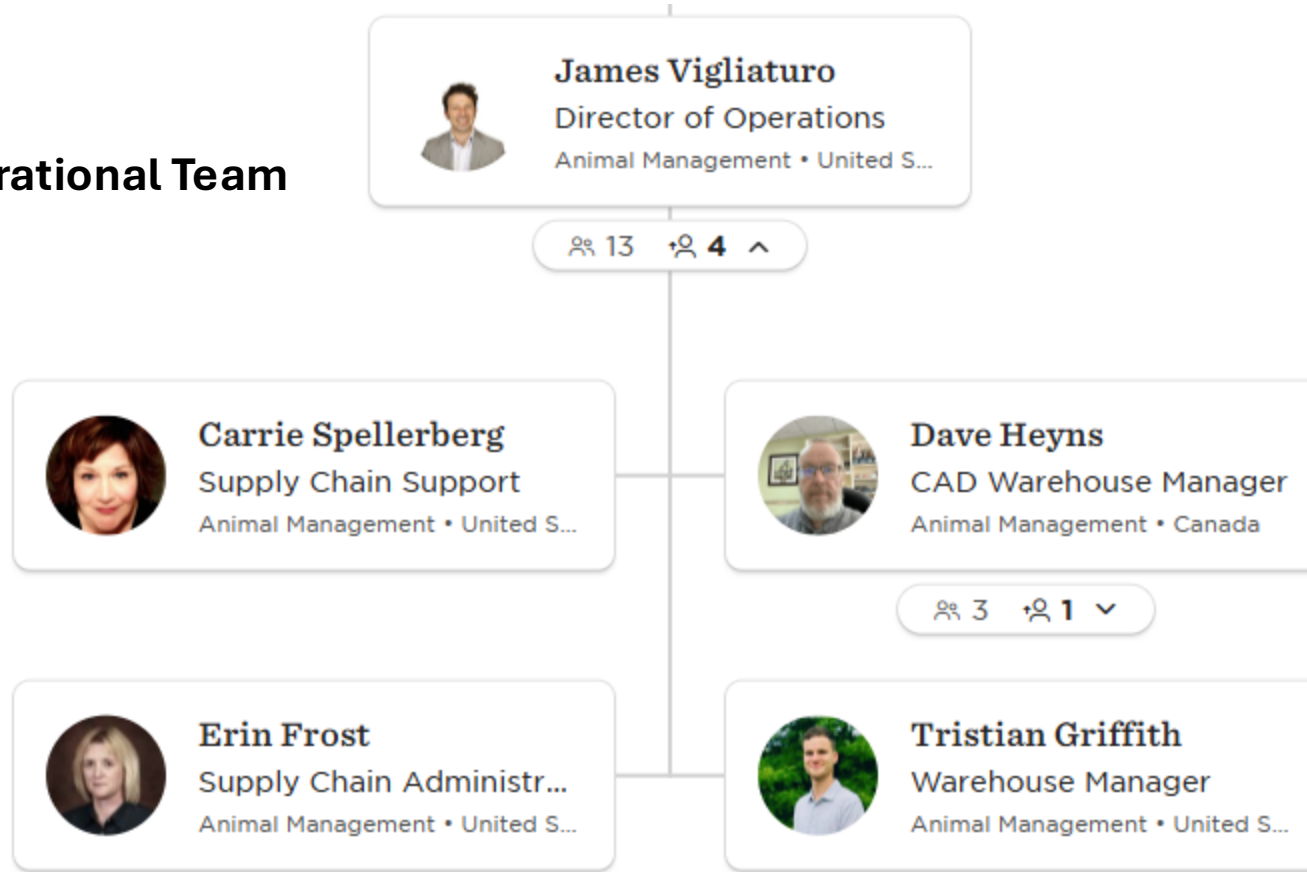 James Vigliaturo
Director of Operations
Animal Management • United S...
rational Team
13 4
Carrie Spellerberg
Supply Chain Support
Animal Management • United S...
Dave Heyns
CAD Warehouse Manager
Animal Management • Canada
3 1
Erin Frost
Supply Chain Administr...
Animal Management • United S...
Tristian Griffith
Warehouse Manager
Animal Management • United S...